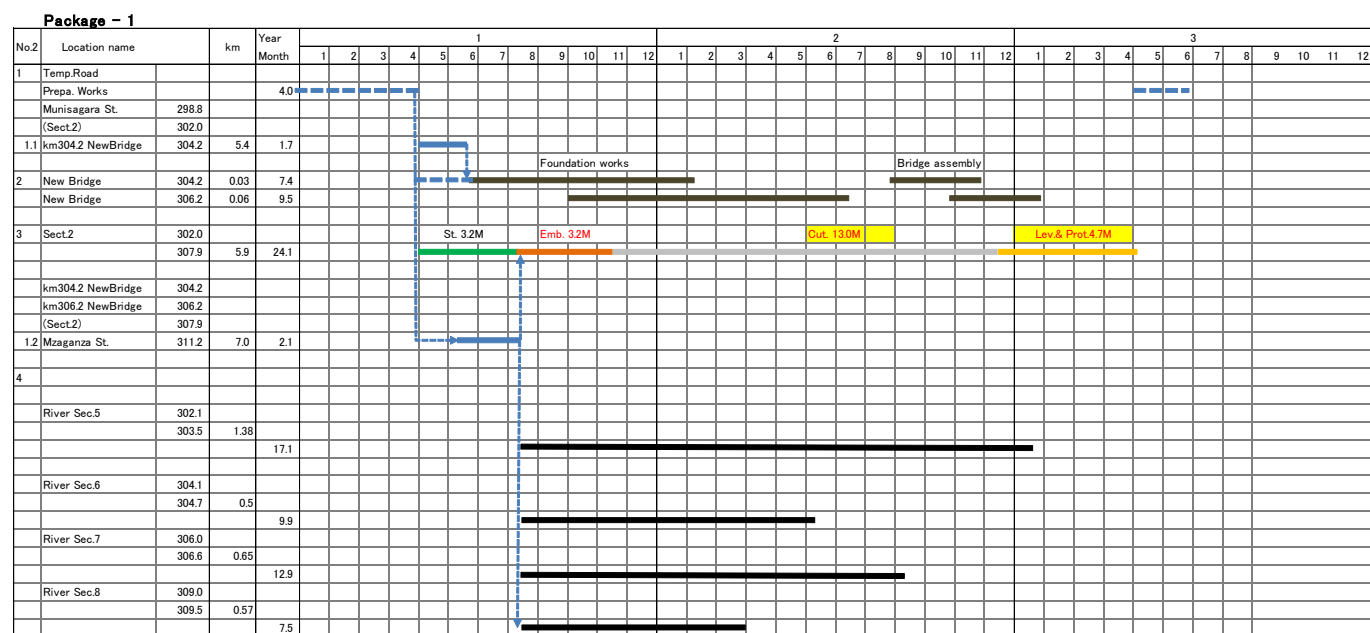 Package - 1
No.2 Location name km Year 1 2 3
Month 1 2 3 4 5 6 7 8 9 10 11 12 1 2 3 4 5 6 7 8 9 10 11 12 1 2 3 4 5 6 7 8 9 10 11 12
1 Temp.Road
Prepa. Works 4.0
Munisagara St. 298.8
(Sect.2) 302.0
1.1 km304.2 NewBridge 304.2 5.4 1.7
Foundation works Bridge assembly
2 New Bridge 304.2 0.03 7.4
New Bridge 306.2 0.06 9.5
3 Sect.2 302.0 St. 3.2M Emb. 3.2M Cut. 13.0M Lev.& Prot.4.7M
307.9 5.9 24.1
km304.2 NewBridge 304.2
km306.2 NewBridge 306.2
(Sect.2) 307.9
1.2 Mzaganza St. 311.2 7.0 2.1
4
River Sec.5 302.1
303.5 1.38
17.1
River Sec.6 304.1
304.7 0.5
9.9
River Sec.7 306.0
306.6 0.65
12.9
River Sec.8 309.0
309.5 0.57
7.5